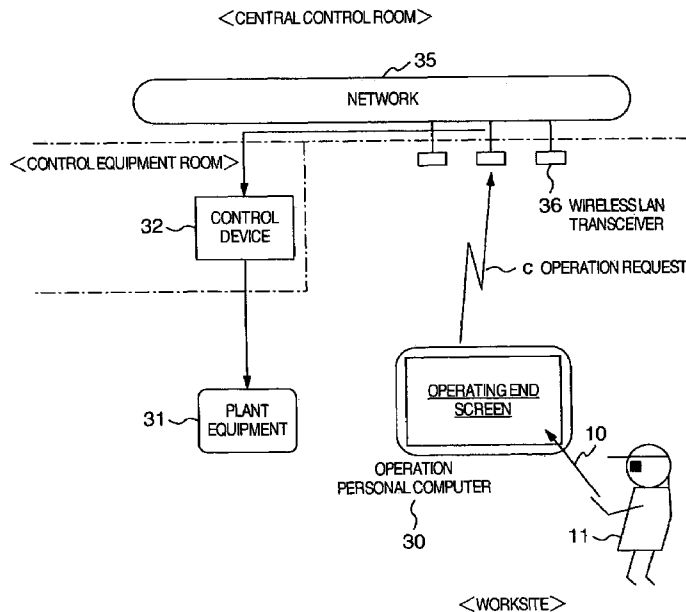 <CENTRAL CONTROL ROOM>
35
NETWORK
<CONTROL EQUIPMENT ROOM>
36 WIRELESS LAN
TRANSCEIVER
32
CONTROL
DEVICE
C OPERATION REQUEST
OPERATING END
SCREEN
31
PLANT
EQUIPMENT
10
OPERATION
PERSONAL COMPUTER
30
11
<WORKSITE>